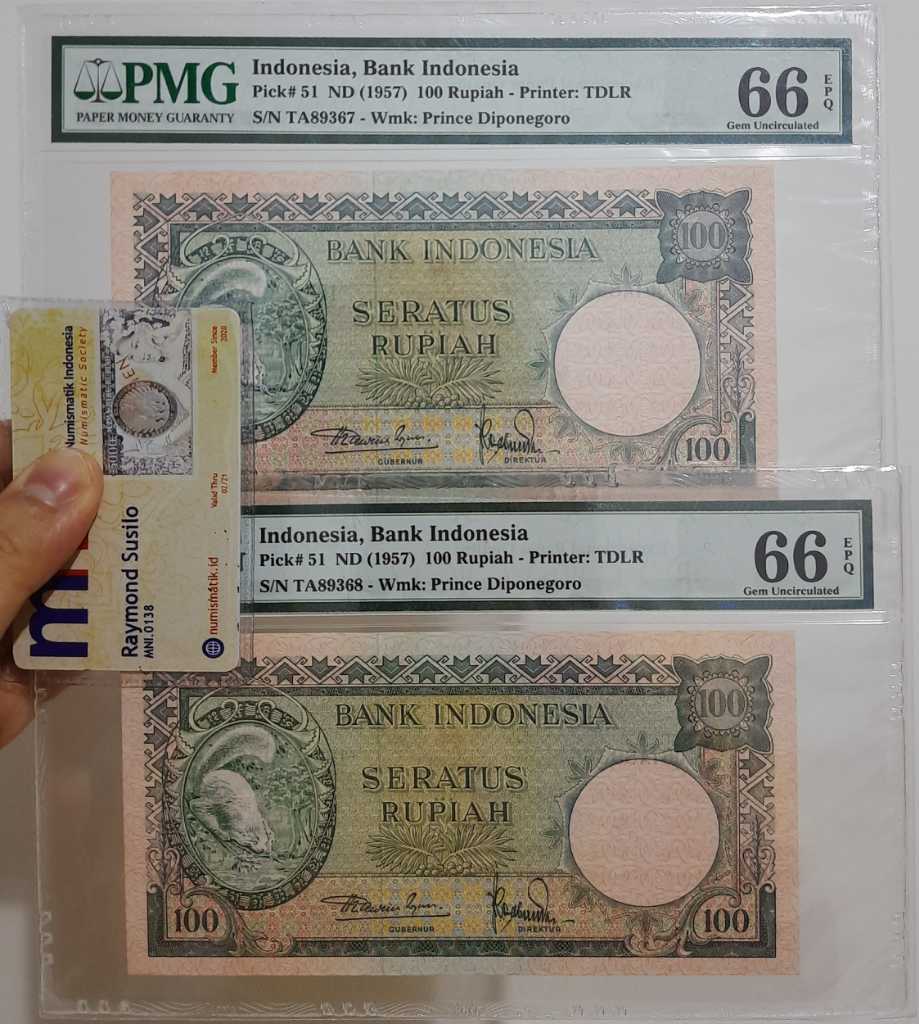 PMG
PAPER MONEY GUARANTY
Indonesia, Bank Indonesia
Pick# 51 ND (1957) 100 Rupiah - Printer: TDLR
S/N TA89367 - Wmk: Prince Diponegoro
66
EPQ
Gem Uncirculated
100
BANK INDONESIA
SERATUS
RUPIAH
GUBERNUR
DIREKTUR
100
Numismatik Indonesia
Numismatic Society
Member Since
2020
Valid Thru
02/21
Raymond Susilo
MNI.0138
numismatik.id
Indonesia, Bank Indonesia
Pick# 51 ND (1957) 100 Rupiah - Printer: TDLR
S/N TA89368 - Wmk: Prince Diponegoro
66
EPQ
Gem Uncirculated
100
BANK INDONESIA
SERATUS
RUPIAH
GUBERNUR
DIREKTUR
100
100